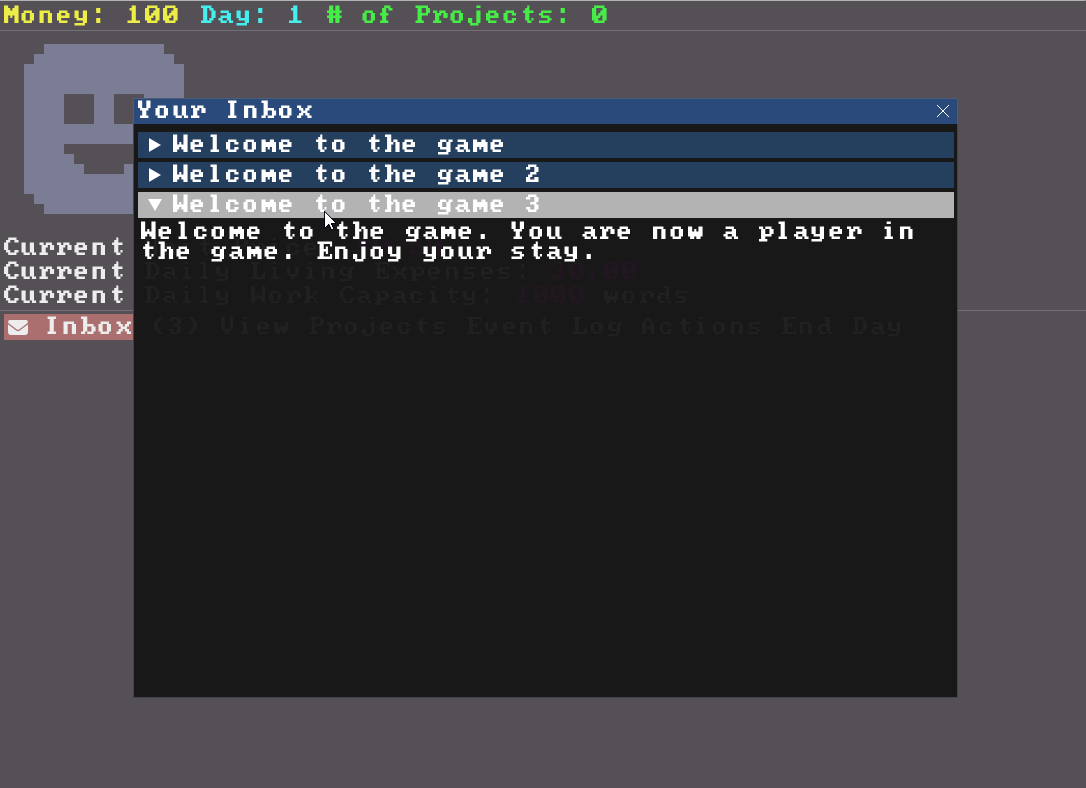 Money: 100 Day: 1 # of Projects: 0
Your Inbox
Welcome to the game
Welcome to the game 2
Welcome to the game 3
Welcome to the game. You are now a player in
the game. Enjoy your stay.
Current
Current Daily Living Expenses: 30.00
Current Daily Work Capacity: 1000 words
Inbox (3) View Projects Event Log Actions End Day